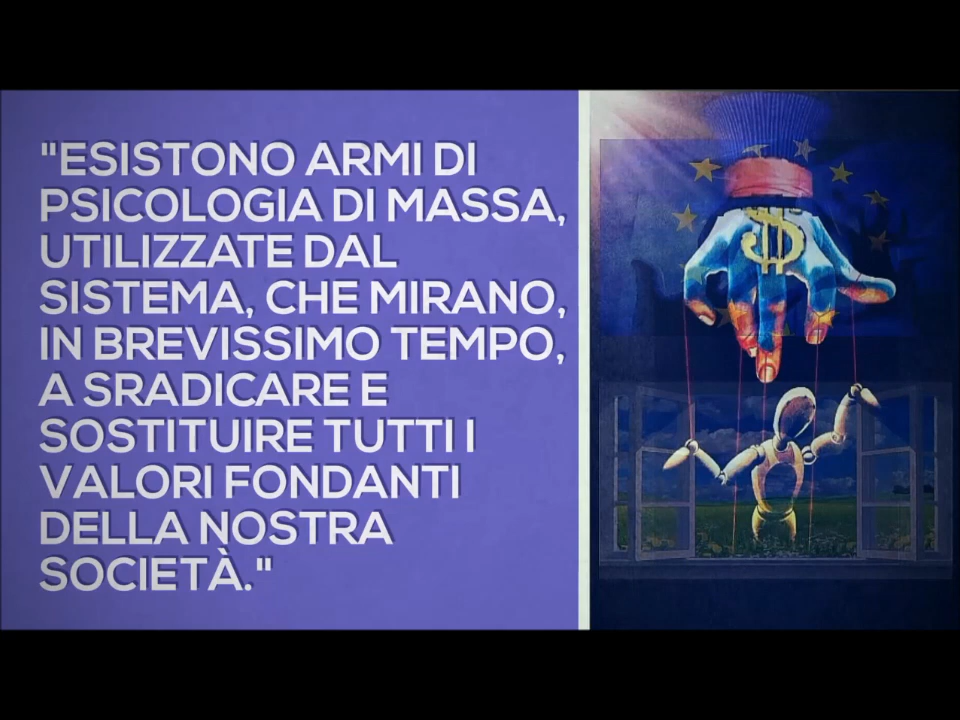 "ESISTONO ARMI DI
PSICOLOGIA DI MASSA,
UTILIZZATE DAL
SISTEMA, CHE MIRANO,
IN BREVISSIMO TEMPO,
A SRADICARE E
SOSTITUIRE TUTTI I
VALORI FONDANTI
DELLA NOSTRA
SOCIETÀ."
$